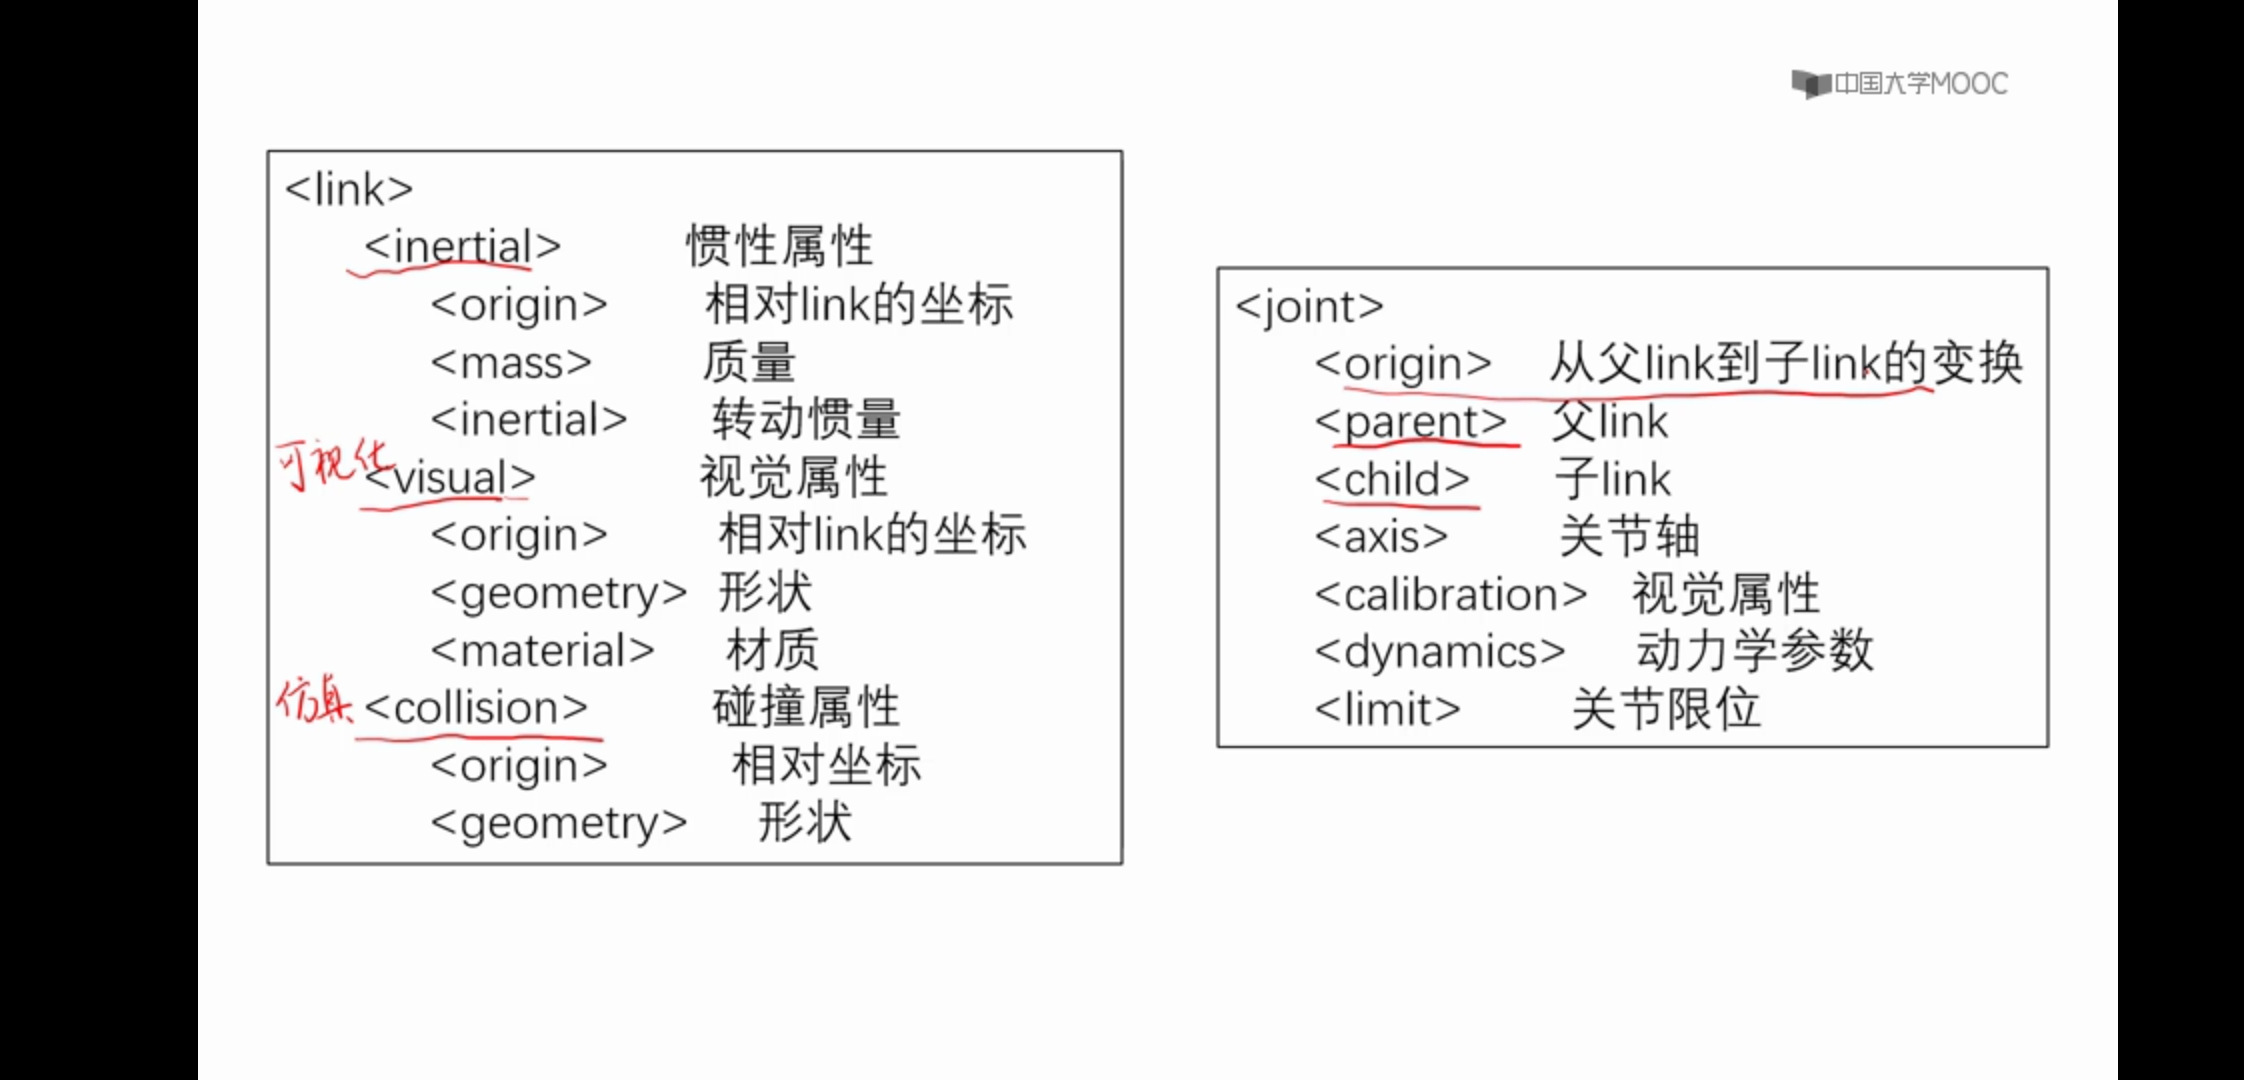 中国大学MOOC
<link>
<inertial> 惯性属性
<origin> 相对link的坐标
<mass> 质量
<inertial> 转动惯量
可视化
<visual> 视觉属性
<origin> 相对link的坐标
<geometry> 形状
<material> 材质
仿真
<collision> 碰撞属性
<origin> 相对坐标
<geometry> 形状
<joint>
<origin> 从父link到子link的变换
<parent> 父link
<child> 子link
<axis> 关节轴
<calibration> 视觉属性
<dynamics> 动力学参数
<limit> 关节限位